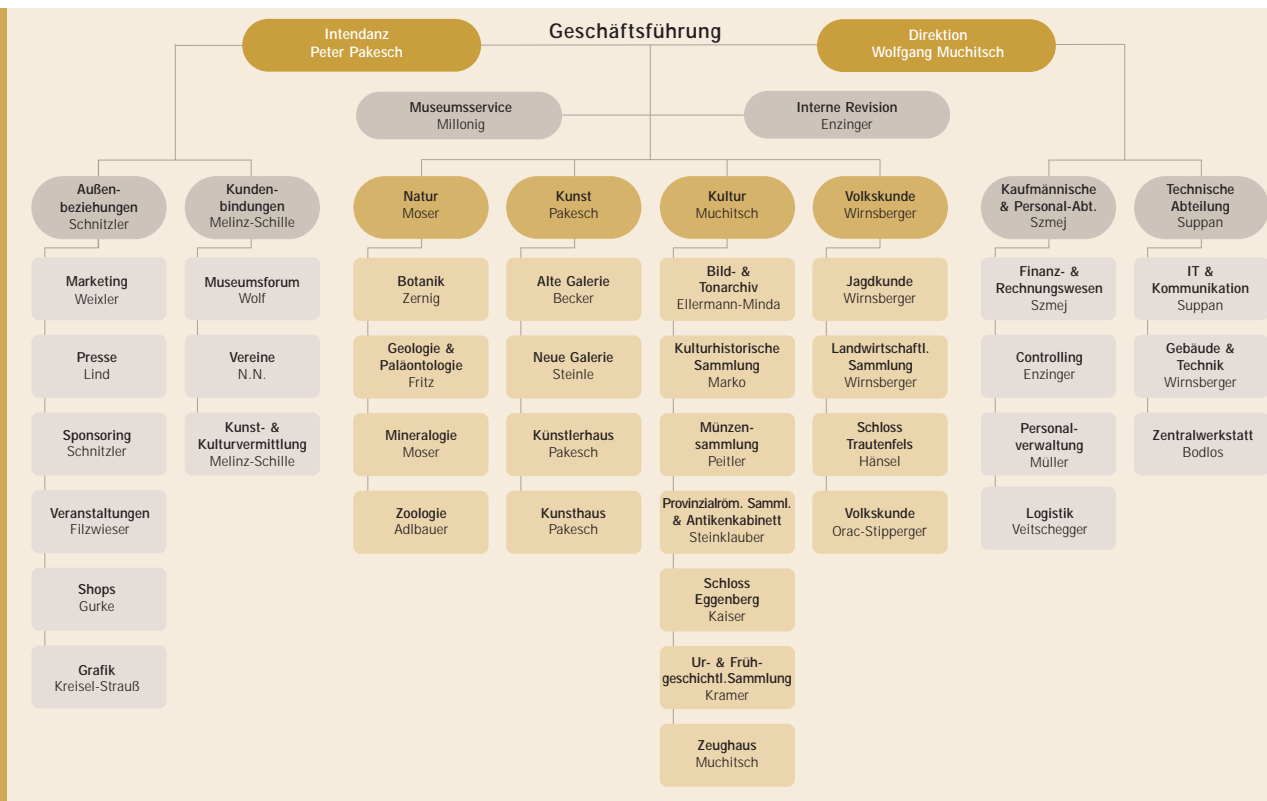 Geschäftsführung
Intendanz
Peter Pakesch
Direktion
Wolfgang Muchitsch
Museumsservice
Millonig
Interne Revision
Enzinger
Außen-
beziehungen
Schnitzler
Marketing
Weixler
Presse
Lind
Sponsoring
Schnitzler
Veranstaltungen
Filzwieser
Shops
Gurke
Grafik
Kreisel-Strauß
Kunden-
bindungen
Melinz-Schille
Museumsforum
Wolf
Vereine
N.N.
Kunst- &
Kulturvermittlung
Melinz-Schille
Natur
Moser
Botanik
Zernig
Geologie &
Paläontologie
Fritz
Mineralogie
Moser
Zoologie
Adlbauer
Kunst
Pakesch
Alte Galerie
Becker
Neue Galerie
Steinle
Künstlerhaus
Pakesch
Kunsthaus
Pakesch
Kultur
Muchitsch
Bild- &
Tonarchiv
Ellermann-Minda
Kulturhistorische
Sammlung
Marko
Münzen-
sammlung
Peitler
Provinzialröm. Samml.
& Antikenkabinett
Steinklauber
Schloss
Eggenberg
Kaiser
Ur- & Früh-
geschichtl.Sammlung
Kramer
Zeughaus
Muchitsch
Volkskunde
Wirnsberger
Jagdkunde
Wirnsberger
Landwirtschaftl.
Sammlung
Wirnsberger
Schloss
Trautenfels
Hänsel
Volkskunde
Orac-Stipperger
Kaufmännische
& Personal-Abt.
Szmej
Finanz- &
Rechnungswesen
Szmej
Controlling
Enzinger
Personal-
verwaltung
Müller
Logistik
Veitschegger
Technische
Abteilung
Suppan
IT &
Kommunikation
Suppan
Gebäude &
Technik
Wirnsberger
Zentralwerkstatt
Bodlos